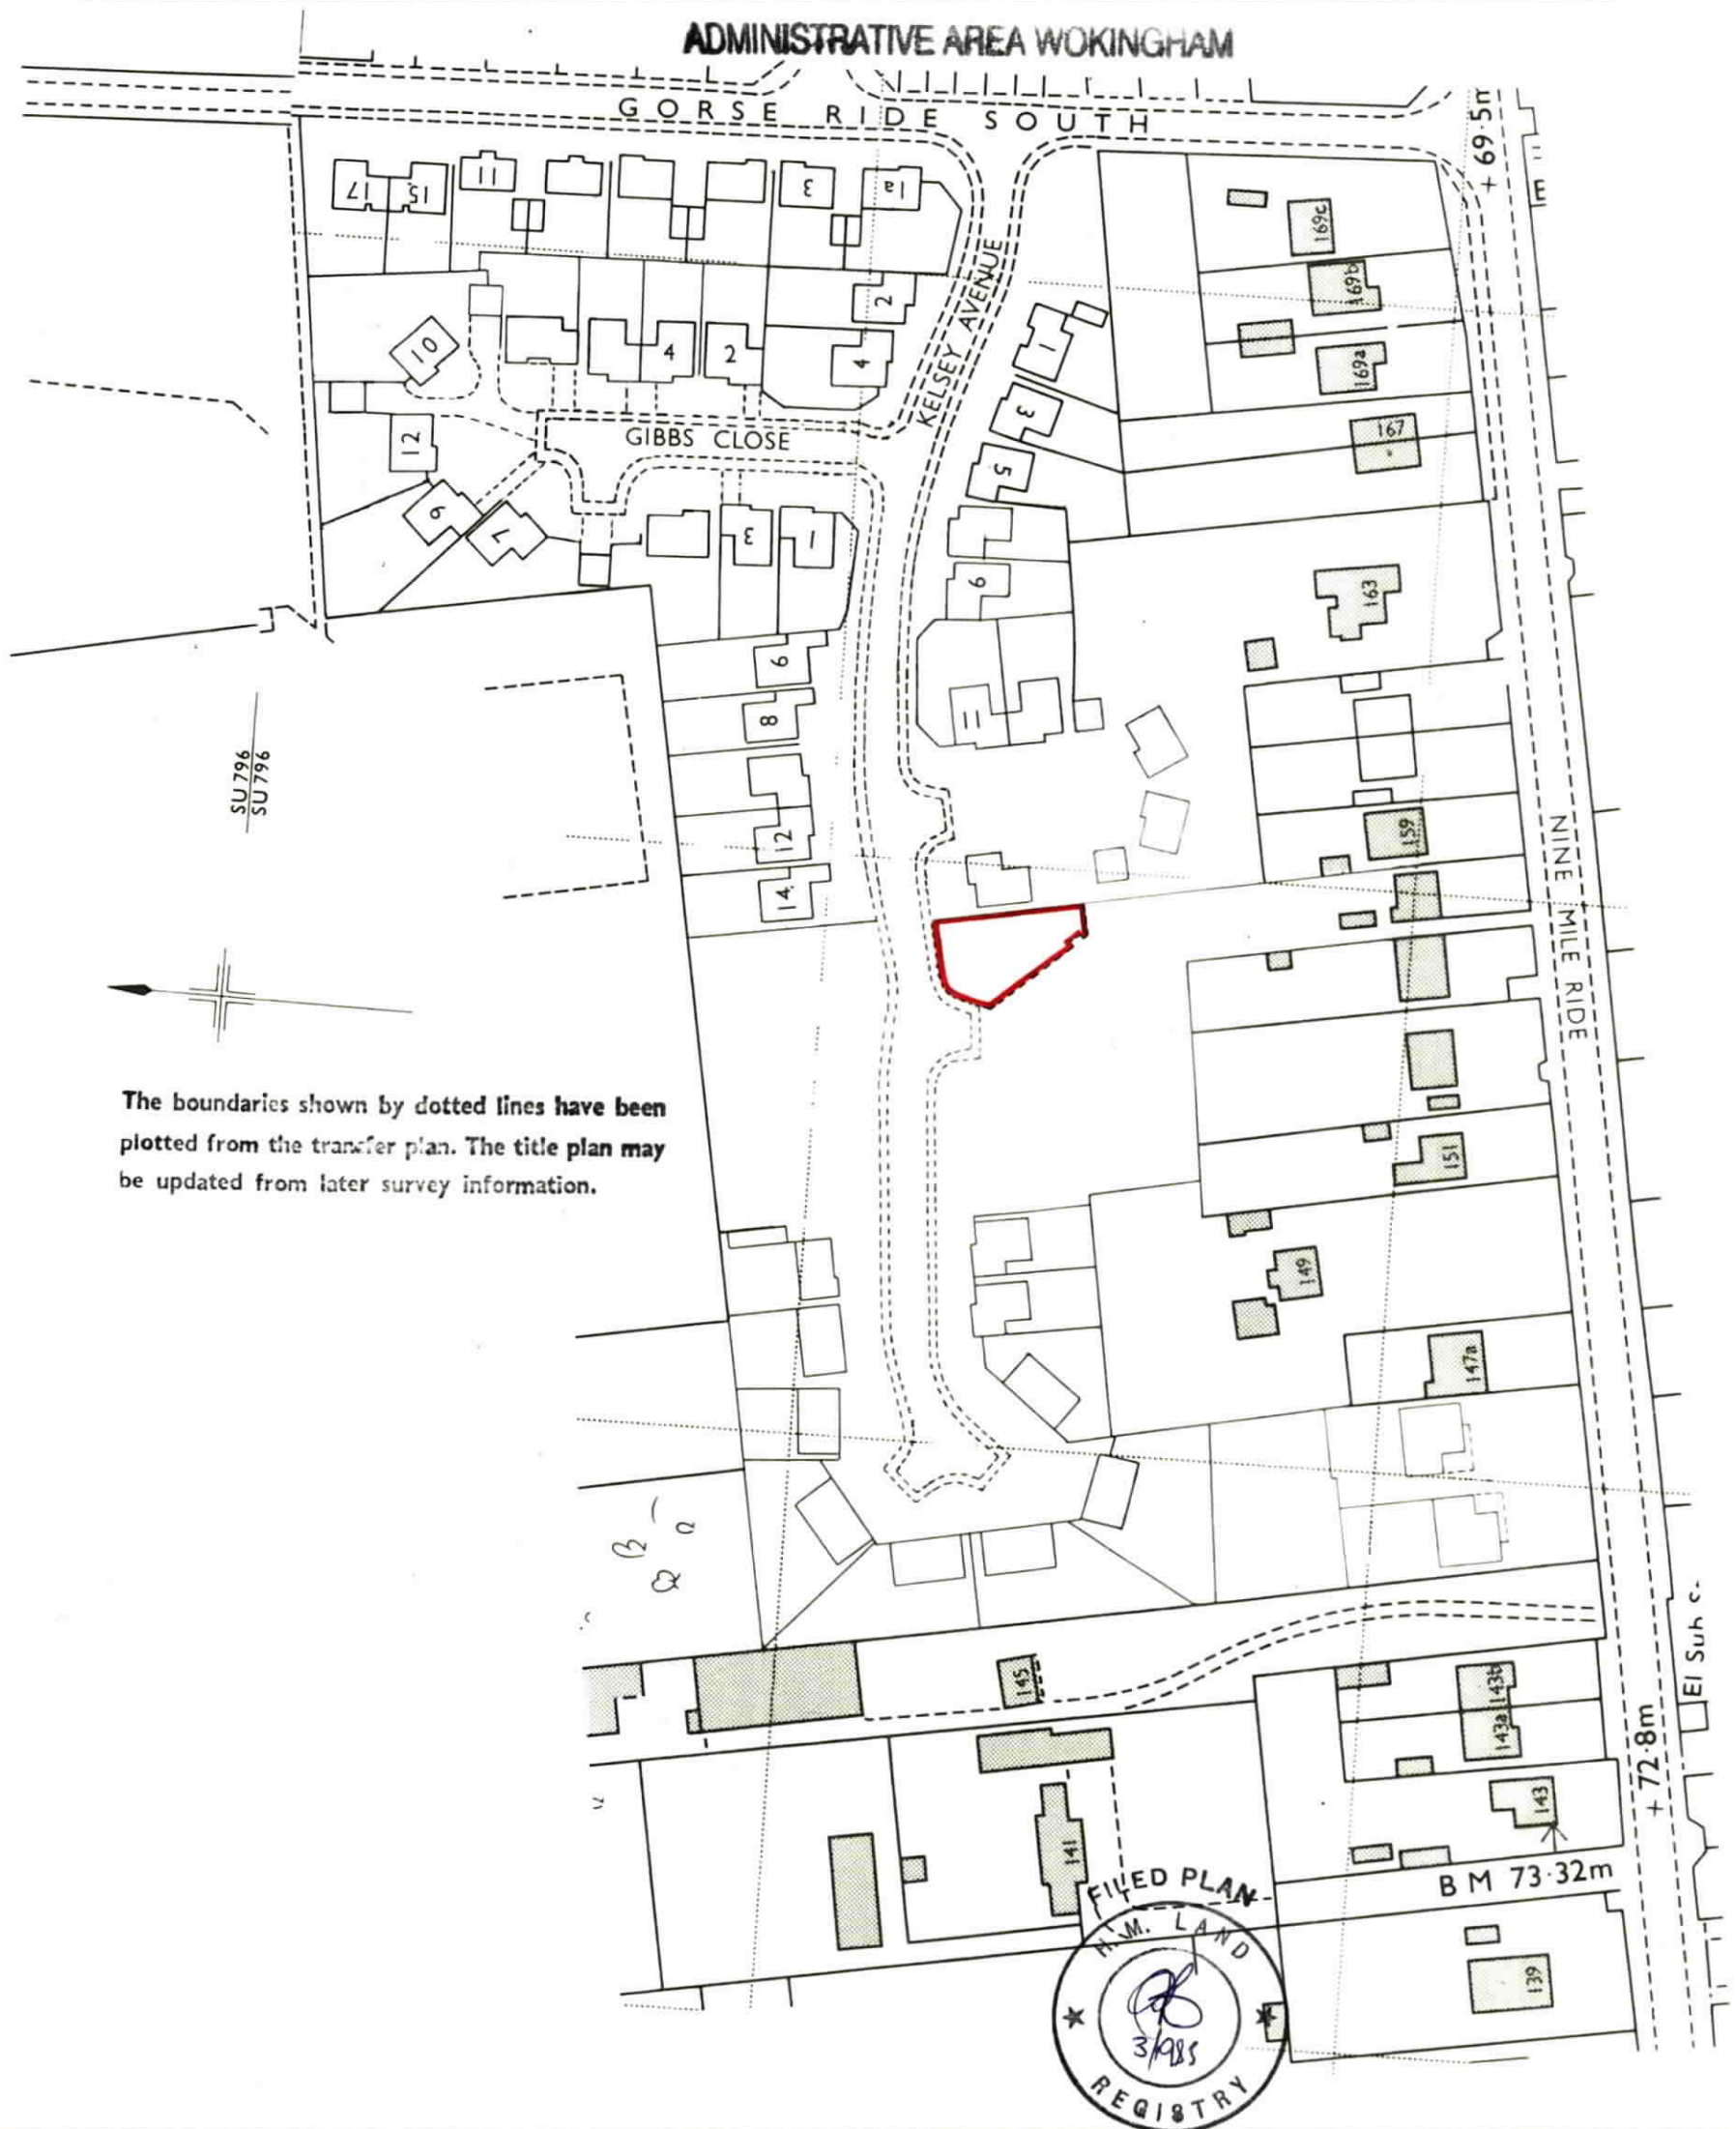 ADMINISTRATIVE AREA WOKINGHAM
GORSE RIDE SOUTH
+ 69·5m
E
17
15
11
3
1a
169c
169b
169a
167
2
KELSEY AVENUE
1
3
5
10
4
2
4
GIBBS CLOSE
12
9
7
3
1
9
163
6
8
11
SU 796
SU 796
12
14
159
NINE MILE RIDE
The boundaries shown by dotted lines have been
plotted from the transfer plan. The title plan may
be updated from later survey information.
151
149
147a
145
143b
143a
El Sub S
+ 72·8m
143
141
B M 73·32m
139
FILED PLAN
H.M. LAND
3/1985
REGISTRY